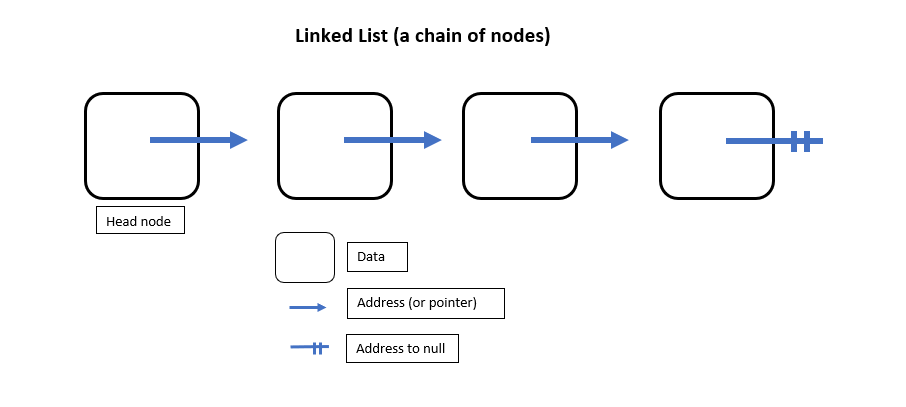 Linked List (a chain of nodes)
Head node
Data
Address (or pointer)
Address to null